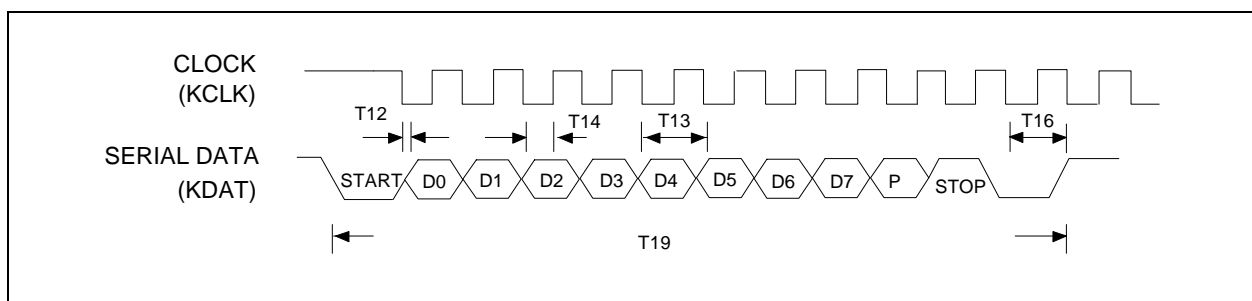 CLOCK
(KCLK)
T12
T14
T13
T16
SERIAL DATA
(KDAT)
START
D0
D1
D2
D3
D4
D5
D6
D7
P
STOP
T19